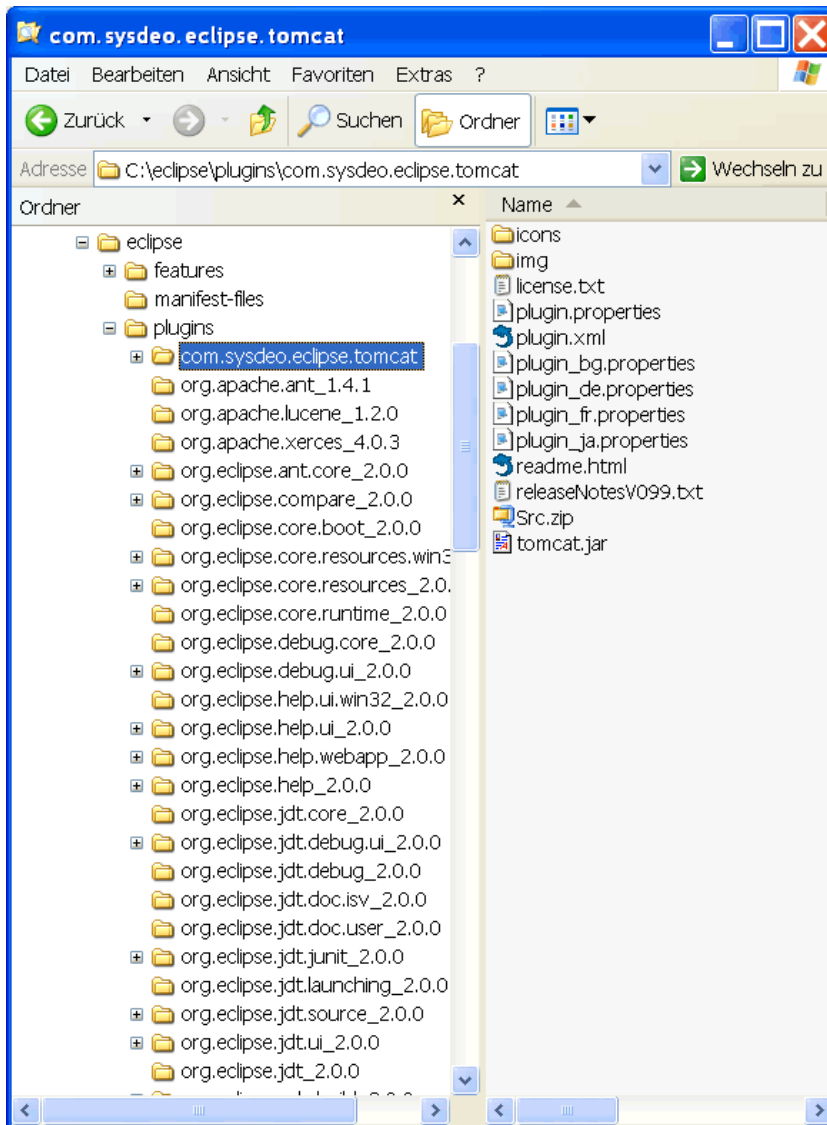 com.sysdeo.eclipse.tomcat
Datei Bearbeiten Ansicht Favoriten Extras ?
Zurück Suchen Ordner
Adresse C:\eclipse\plugins\com.sysdeo.eclipse.tomcat Wechseln zu
Ordner x
eclipse
features
manifest-files
plugins
com.sysdeo.eclipse.tomcat
org.apache.ant_1.4.1
org.apache.lucene_1.2.0
org.apache.xerces_4.0.3
org.eclipse.ant.core_2.0.0
org.eclipse.compare_2.0.0
org.eclipse.core.boot_2.0.0
org.eclipse.core.resources.win3
org.eclipse.core.resources_2.0.
org.eclipse.core.runtime_2.0.0
org.eclipse.debug.core_2.0.0
org.eclipse.debug.ui_2.0.0
org.eclipse.help.ui.win32_2.0.0
org.eclipse.help.ui_2.0.0
org.eclipse.help.webapp_2.0.0
org.eclipse.help_2.0.0
org.eclipse.jdt.core_2.0.0
org.eclipse.jdt.debug.ui_2.0.0
org.eclipse.jdt.debug_2.0.0
org.eclipse.jdt.doc.isv_2.0.0
org.eclipse.jdt.doc.user_2.0.0
org.eclipse.jdt.junit_2.0.0
org.eclipse.jdt.launching_2.0.0
org.eclipse.jdt.source_2.0.0
org.eclipse.jdt.ui_2.0.0
org.eclipse.jdt_2.0.0
Name
icons
img
license.txt
plugin.properties
plugin.xml
plugin_bg.properties
plugin_de.properties
plugin_fr.properties
plugin_ja.properties
readme.html
releaseNotesV099.txt
Src.zip
tomcat.jar